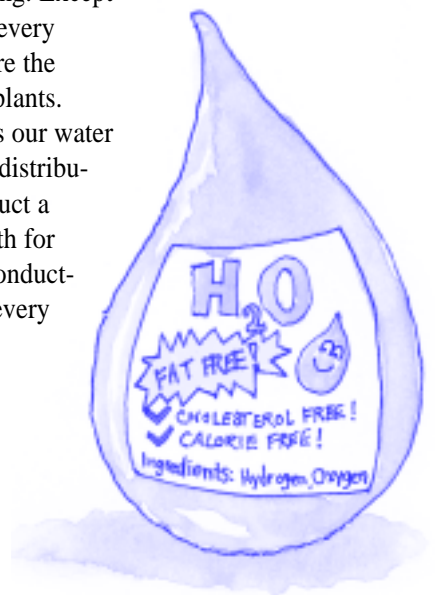 ng. Except
every
re the
plants.
s our water
distribu-
uct a
th for
onduct-
every
H2O
FAT FREE!
CHOLESTEROL FREE!
CALORIE FREE!
Ingredients: Hydrogen, Oxygen